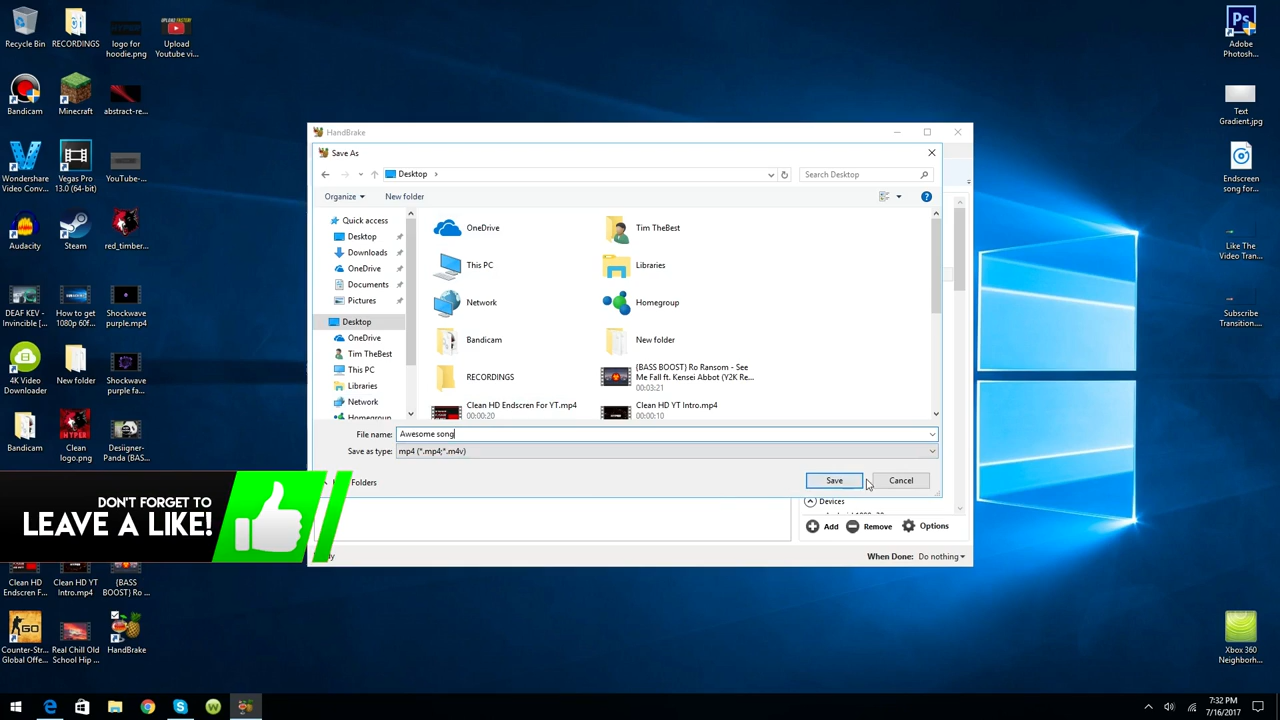 Recycle Bin
RECORDINGS
logo for
hoodie.png
Upload
Youtube vi...
Adobe
Photosh...
Bandicam
Minecraft
abstract-re...
Text
Gradient.jpg
Wondershare
Video Conv...
Vegas Pro
13.0 (64-bit)
YouTube-...
Endscreen
song for...
Audacity
Steam
red_timber...
Like The
Video Tran...
DEAF KEV -
Invincible [...
How to get
1080p 60f...
Shockwave
purple.mp4
Subscribe
Transition....
4K Video
Downloader
New folder
Shockwave
purple fa...
Bandicam
Clean
logo.png
Desiigner-
Panda (BA...
HandBrake
Save As
Desktop
Search Desktop
Organize
New folder
Quick access
Desktop
Downloads
OneDrive
Documents
Pictures
Desktop
OneDrive
Tim TheBest
This PC
Libraries
Network
Homegroup
OneDrive
Tim TheBest
This PC
Libraries
Network
Homegroup
Bandicam
New folder
RECORDINGS
(BASS BOOST) Ro Ransom - See
Me Fall ft. Kensei Abbot (Y2K Re...
00:03:21
Clean HD Endscren For YT.mp4
00:00:20
Clean HD YT Intro.mp4
00:00:10
File name: Awesome song
Save as type: mp4 (*.mp4;*.m4v)
Folders
Save
Cancel
Devices
Add
Remove
Options
When Done: Do nothing
DON'T FORGET TO
LEAVE A LIKE!
Clean HD
Endscren F...
Clean HD YT
Intro.mp4
(BASS
BOOST) Ro ...
Counter-Str...
Global Offe...
Real Chill Old
School Hip ...
HandBrake
Xbox 360
Neighborh...
7:32 PM
7/16/2017